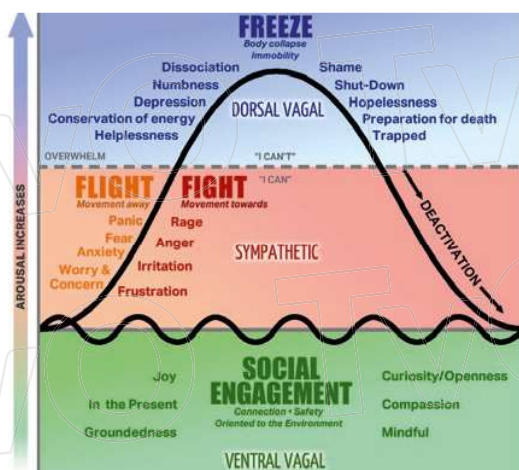 FREEZE
Body collapse
Immobility
Dissociation
Shame
Numbness
Shut-Down
Depression
Hopelessness
DORSAL VAGAL
Conservation of energy
Preparation for death
Helplessness
Trapped
OVERWHELM
"I CAN'T"
"I CAN"
FLIGHT
Movement away
FIGHT
Movement towards
Panic
Rage
Fear
Anger
Anxiety
SYMPATHETIC
Worry &
Concern
Irritation
Frustration
DEACTIVATION
AROUSAL INCREASES
SOCIAL
ENGAGEMENT
Connection • Safety
Oriented to the Environment
Joy
In the Present
Groundedness
Curiosity/Openness
Compassion
Mindful
VENTRAL VAGAL